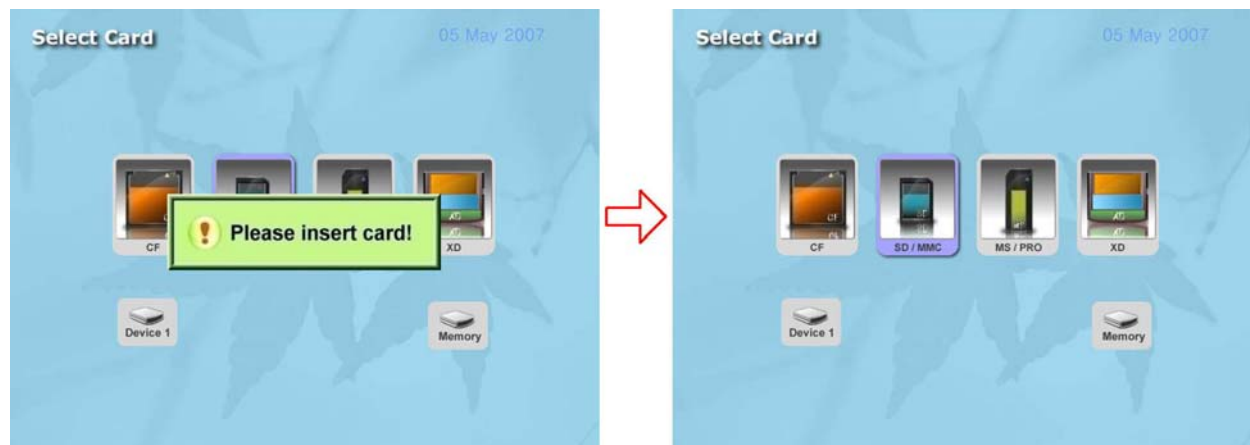 Select Card
05 May 2007
CF
XD
Please insert card!
Device 1
Memory
Select Card
05 May 2007
CF
SD / MMC
MS / PRO
XD
Device 1
Memory